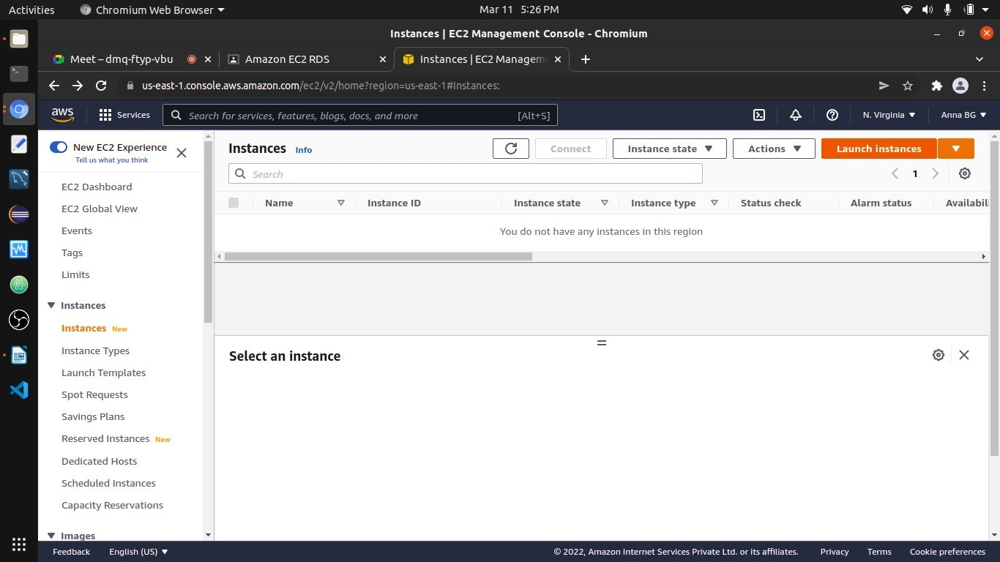 Activities Chromium Web Browser Mar 11 5:26 PM
Instances | EC2 Management Console - Chromium
Meet – dmq-ftyp-vbu Amazon EC2 RDS Instances | EC2 Managem
us-east-1.console.aws.amazon.com/ec2/v2/home?region=us-east-1#Instances:
aws Services Search for services, features, blogs, docs, and more [Alt+S] N. Virginia Anna BG
New EC2 Experience
Tell us what you think
EC2 Dashboard
EC2 Global View
Events
Tags
Limits
Instances
Instances New
Instance Types
Launch Templates
Spot Requests
Savings Plans
Reserved Instances New
Dedicated Hosts
Scheduled Instances
Capacity Reservations
Images
Instances Info Connect Instance state Actions Launch instances
Search 1
Name Instance ID Instance state Instance type Status check Alarm status Availabili
You do not have any instances in this region
Select an instance
Feedback English (US) © 2022, Amazon Internet Services Private Ltd. or its affiliates. Privacy Terms Cookie preferences